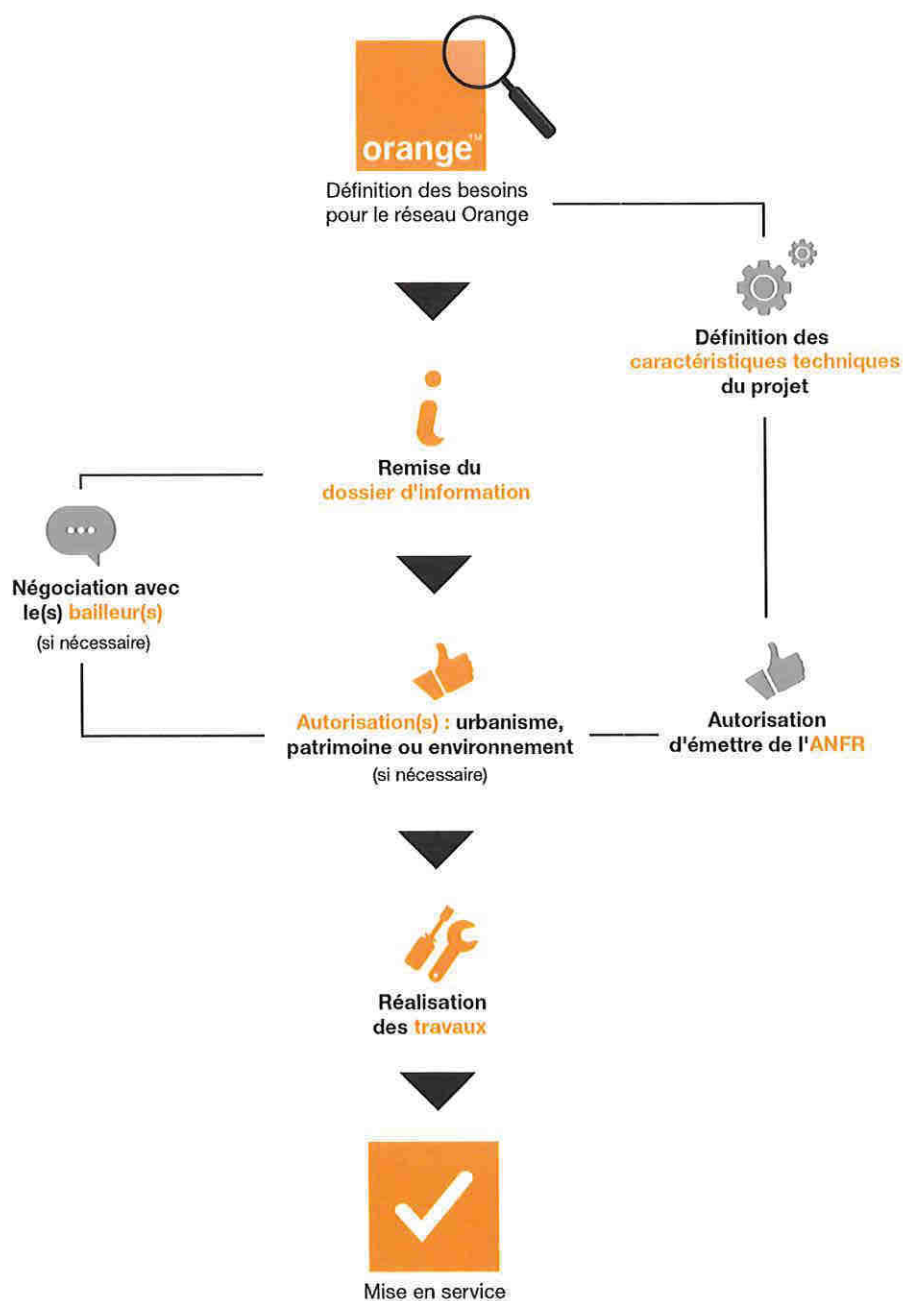 orange™
Définition des besoins
pour le réseau Orange
Définition des
caractéristiques techniques
du projet
Remise du
dossier d'information
Négociation avec
le(s) bailleur(s)
(si nécessaire)
Autorisation(s) : urbanisme,
patrimoine ou environnement
(si nécessaire)
Autorisation
d'émettre de l'ANFR
Réalisation
des travaux
Mise en service